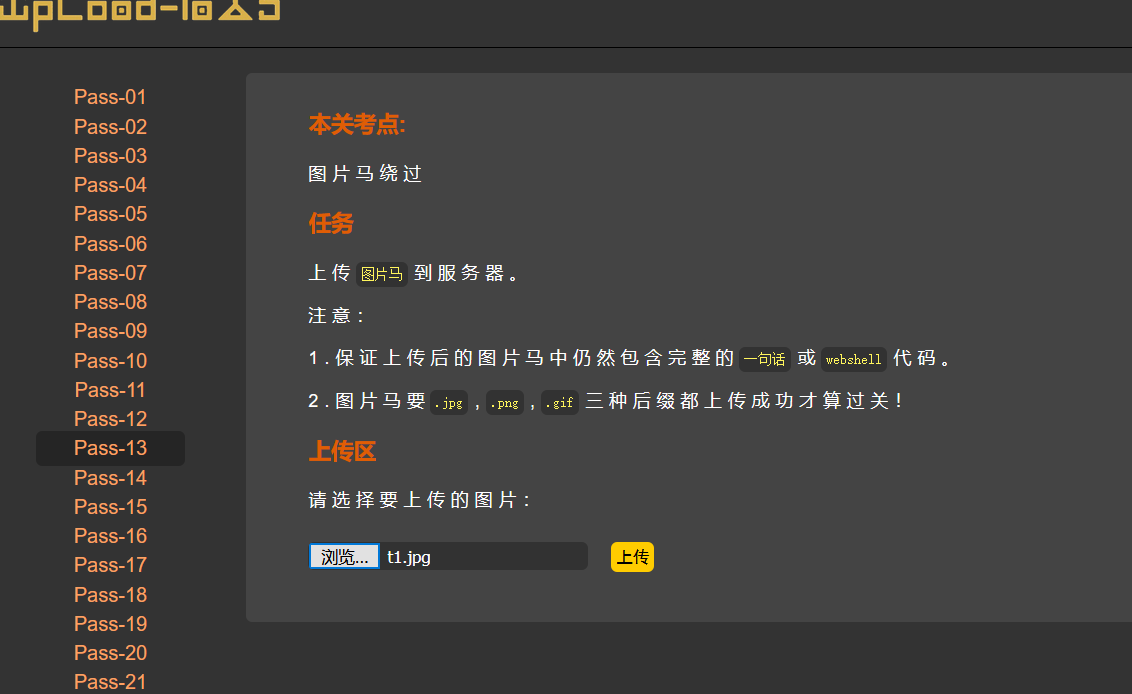 upload-labs
Pass-01
Pass-02
Pass-03
Pass-04
Pass-05
Pass-06
Pass-07
Pass-08
Pass-09
Pass-10
Pass-11
Pass-12
Pass-13
Pass-14
Pass-15
Pass-16
Pass-17
Pass-18
Pass-19
Pass-20
Pass-21
本关考点:
图片马绕过
任务
上传 图片马 到服务器。
注意：
1.保证上传后的图片马中仍然包含完整的 一句话 或 webshell 代码。
2.图片马要 .jpg , .png , .gif 三种后缀都上传成功才算过关！
上传区
请选择要上传的图片：
浏览... t1.jpg 上传